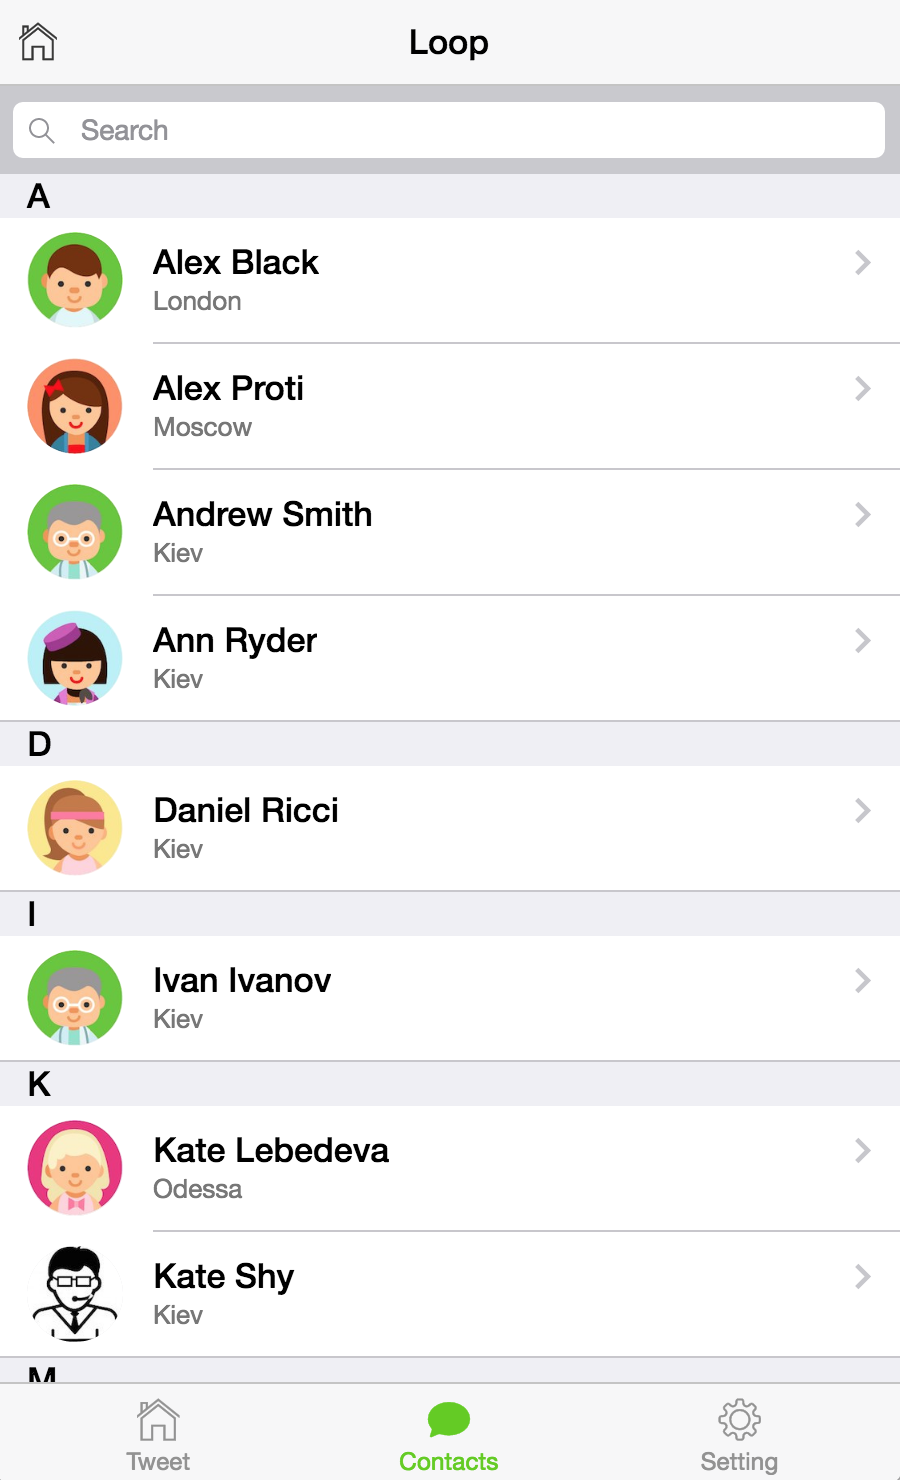 Loop
Search
A
Alex Black
London
Alex Proti
Moscow
Andrew Smith
Kiev
Ann Ryder
Kiev
D
Daniel Ricci
Kiev
I
Ivan Ivanov
Kiev
K
Kate Lebedeva
Odessa
Kate Shy
Kiev
M
Tweet
Contacts
Setting